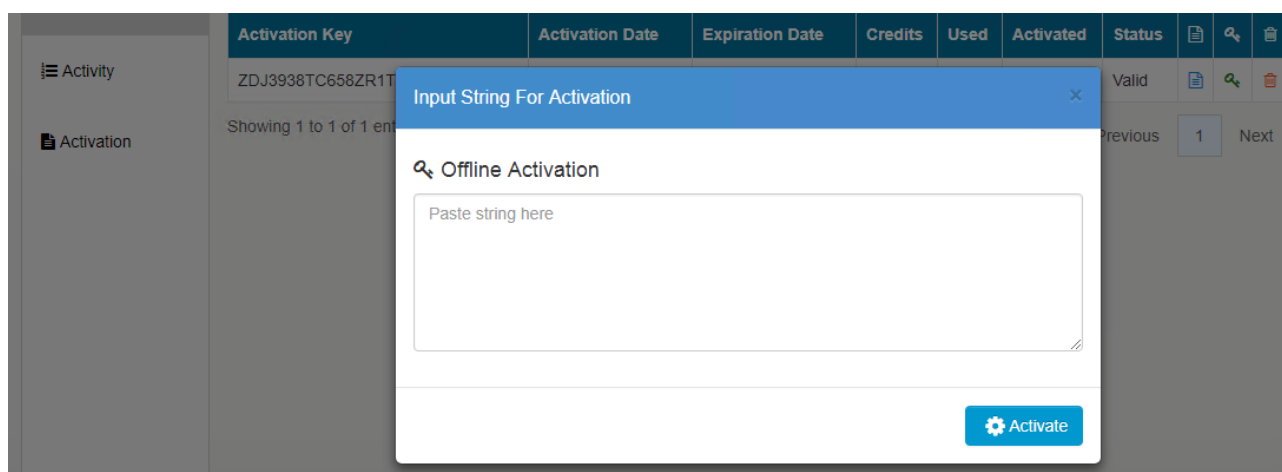 Activation Key Activation Date Expiration Date Credits Used Activated Status
Activity
ZDJ3938TC658ZR1T Valid
Input String For Activation ×
Showing 1 to 1 of 1 ent Previous 1 Next
Activation
Offline Activation
Paste string here
Activate